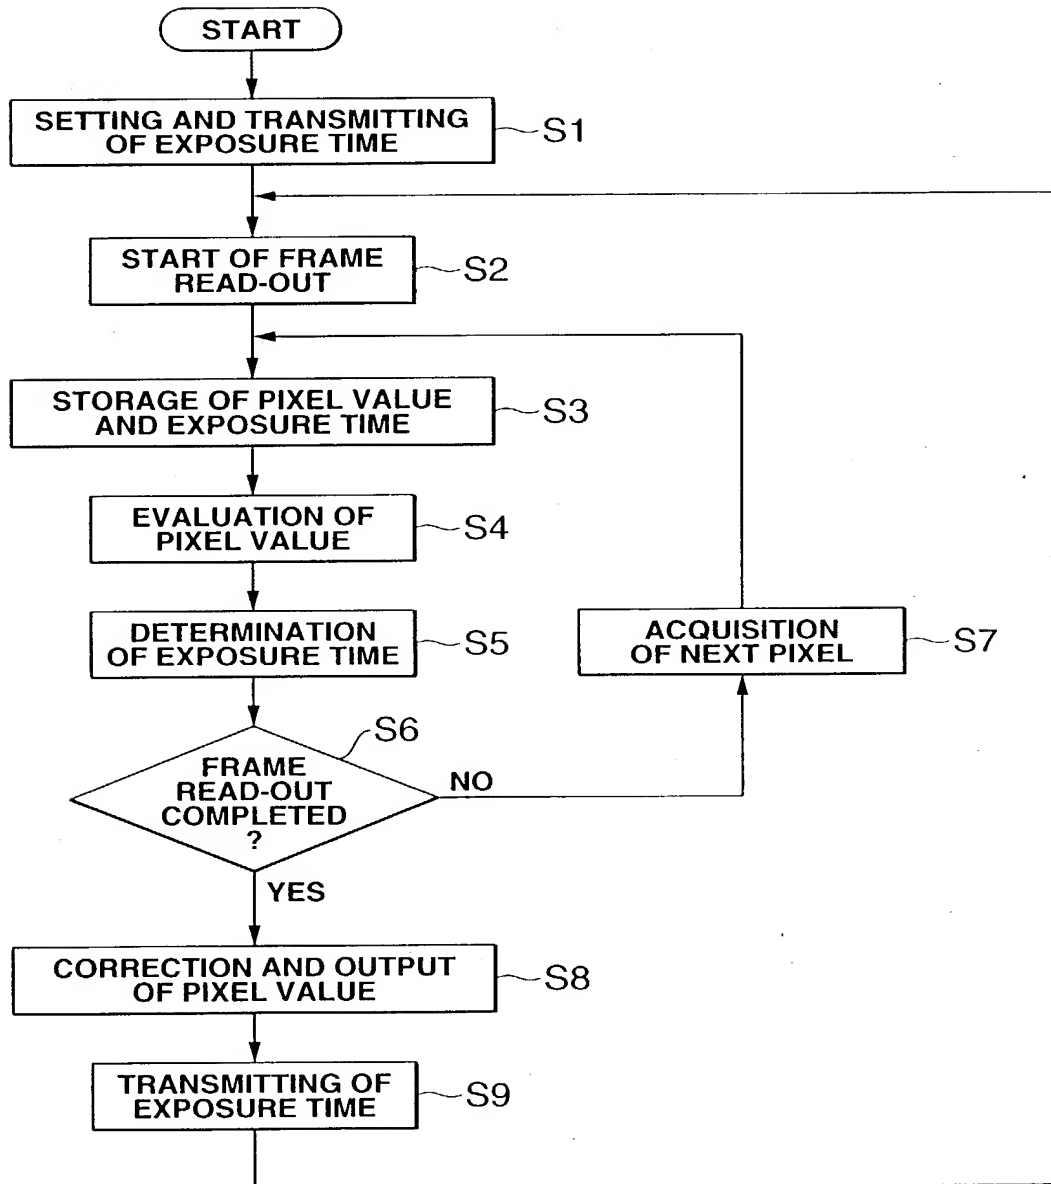 START
SETTING AND TRANSMITTING
OF EXPOSURE TIME
S1
START OF FRAME
READ-OUT
S2
STORAGE OF PIXEL VALUE
AND EXPOSURE TIME
S3
EVALUATION OF
PIXEL VALUE
S4
DETERMINATION
OF EXPOSURE TIME
S5
ACQUISITION
OF NEXT PIXEL
S7
S6
FRAME
READ-OUT
COMPLETED
?
NO
YES
CORRECTION AND OUTPUT
OF PIXEL VALUE
S8
TRANSMITTING OF
EXPOSURE TIME
S9